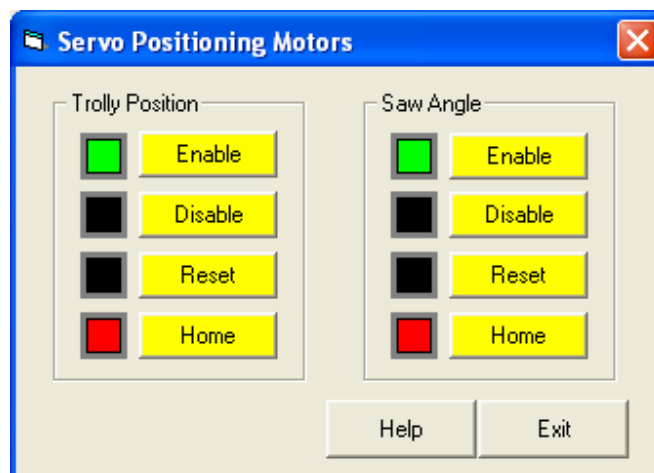 Servo Positioning Motors
Trolly Position
Enable
Disable
Reset
Home
Saw Angle
Enable
Disable
Reset
Home
Help
Exit